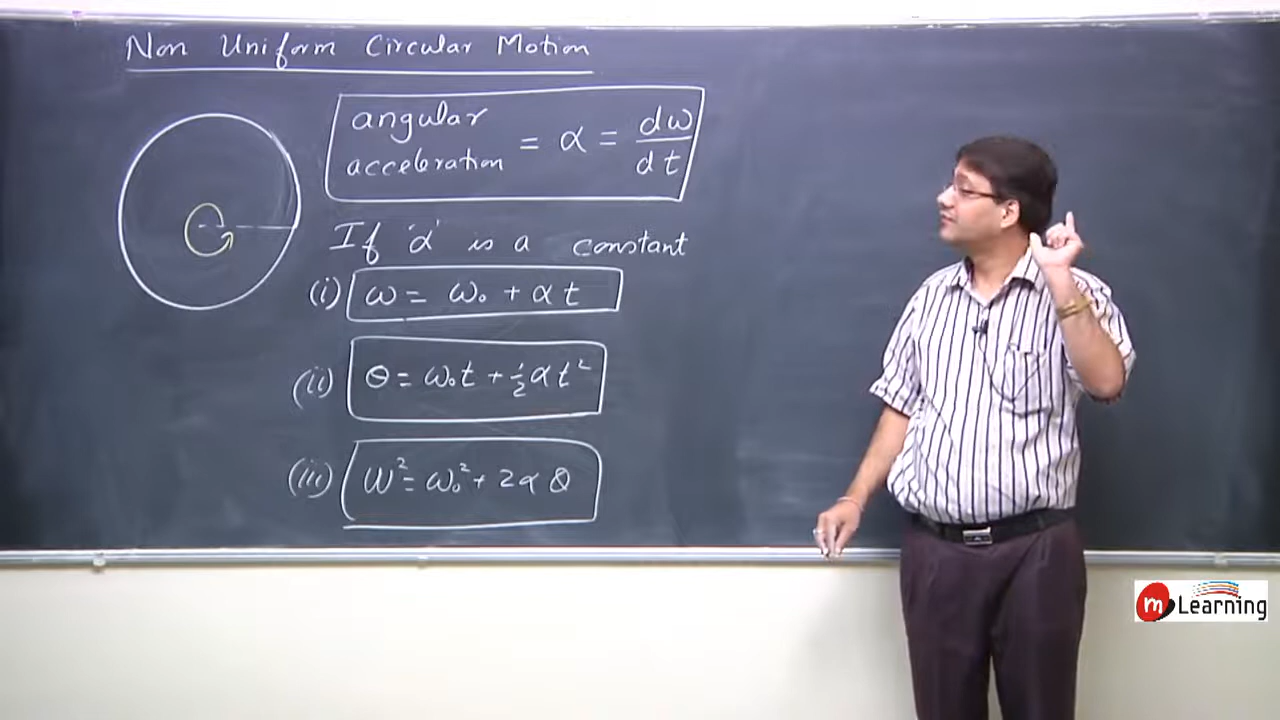 Non Uniform Circular Motion
angular
acceleration = α = dω/dt
If 'α' is a constant
(i) ω = ω₀ + αt
(ii) θ = ω₀t + ½αt²
(iii) ω² = ω₀² + 2αθ
m Learning